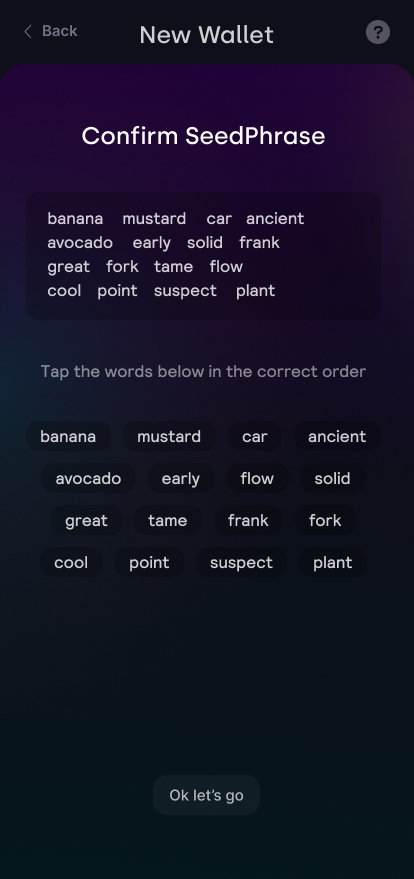 Back
New Wallet
?
Confirm SeedPhrase
banana mustard car ancient
avocado early solid frank
great fork tame flow
cool point suspect plant
Tap the words below in the correct order
banana mustard car ancient
avocado early flow solid
great tame frank fork
cool point suspect plant
Ok let's go